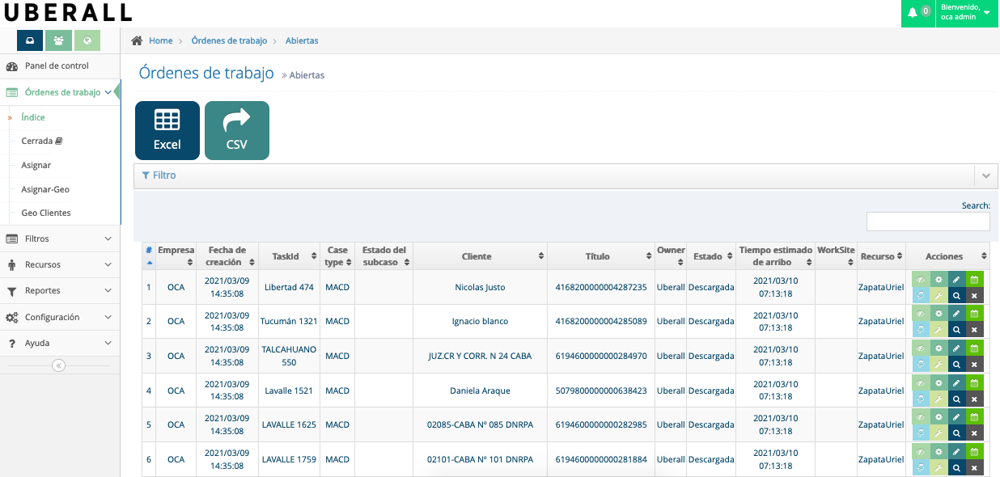 UBERALL
0
Bienvenido,
oca admin
Home > Órdenes de trabajo > Abiertas
Panel de control
Órdenes de trabajo
» Índice
Cerrada
Asignar
Asignar-Geo
Geo Clientes
Filtros
Recursos
Reportes
Configuración
? Ayuda
«
Órdenes de trabajo » Abiertas
Excel
CSV
Filtro
Search:
# Empresa Fecha de creación TaskId Case type Estado del subcaso Cliente Título Owner Estado Tiempo estimado de arribo WorkSite Recurso Acciones
1 OCA 2021/03/09 14:35:08 Libertad 474 MACD Nicolas Justo 4168200000004287235 Uberall Descargada 2021/03/10 07:13:18 ZapataUriel
2 OCA 2021/03/09 14:35:08 Tucumán 1321 MACD Ignacio blanco 4168200000004285089 Uberall Descargada 2021/03/10 07:13:18 ZapataUriel
3 OCA 2021/03/09 14:35:08 TALCAHUANO 550 MACD JUZ.CR Y CORR. N 24 CABA 6194600000000284970 Uberall Descargada 2021/03/10 07:13:18 ZapataUriel
4 OCA 2021/03/09 14:35:08 Lavalle 1521 MACD Daniela Araque 5079800000000638423 Uberall Descargada 2021/03/10 07:13:18 ZapataUriel
5 OCA 2021/03/09 14:35:08 LAVALLE 1625 MACD 02085-CABA Nº 085 DNRPA 6194600000000282985 Uberall Descargada 2021/03/10 07:13:18 ZapataUriel
6 OCA 2021/03/09 14:35:08 LAVALLE 1759 MACD 02101-CABA Nº 101 DNRPA 6194600000000281884 Uberall Descargada 2021/03/10 07:13:18 ZapataUriel